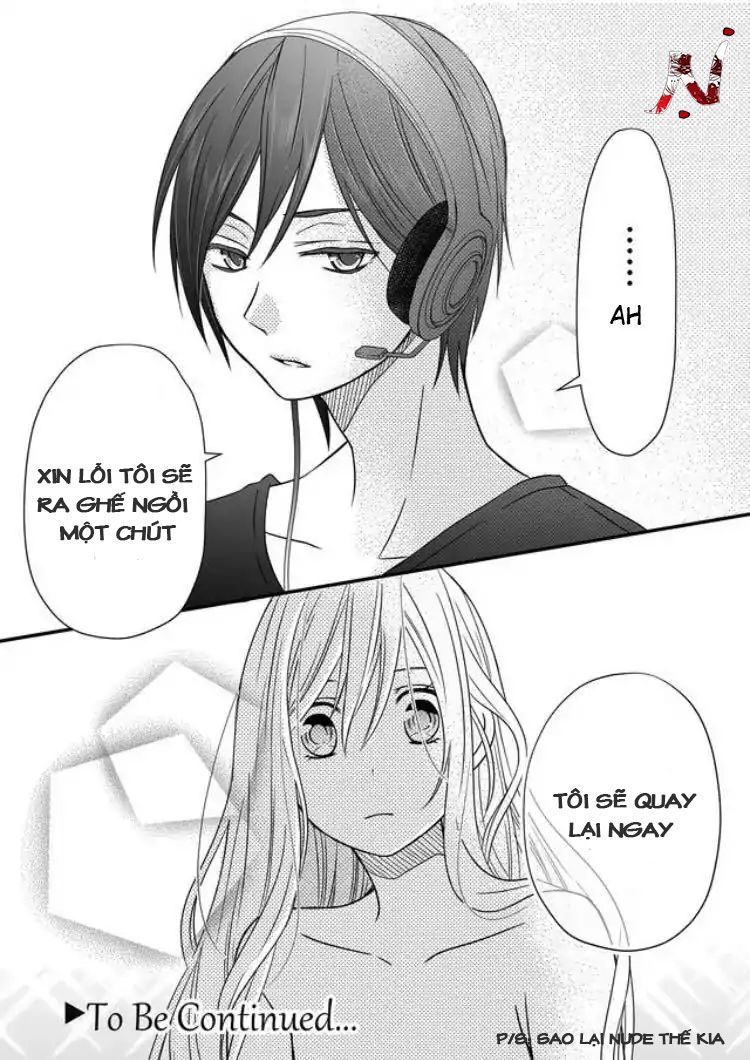 .......
AH
XIN LỖI TÔI SẼ
RA GHẾ NGỒI
MỘT CHÚT
TÔI SẼ QUAY
LẠI NGAY
►To Be Continued...
P/S: SAO LẠI NUDE THẾ KIA